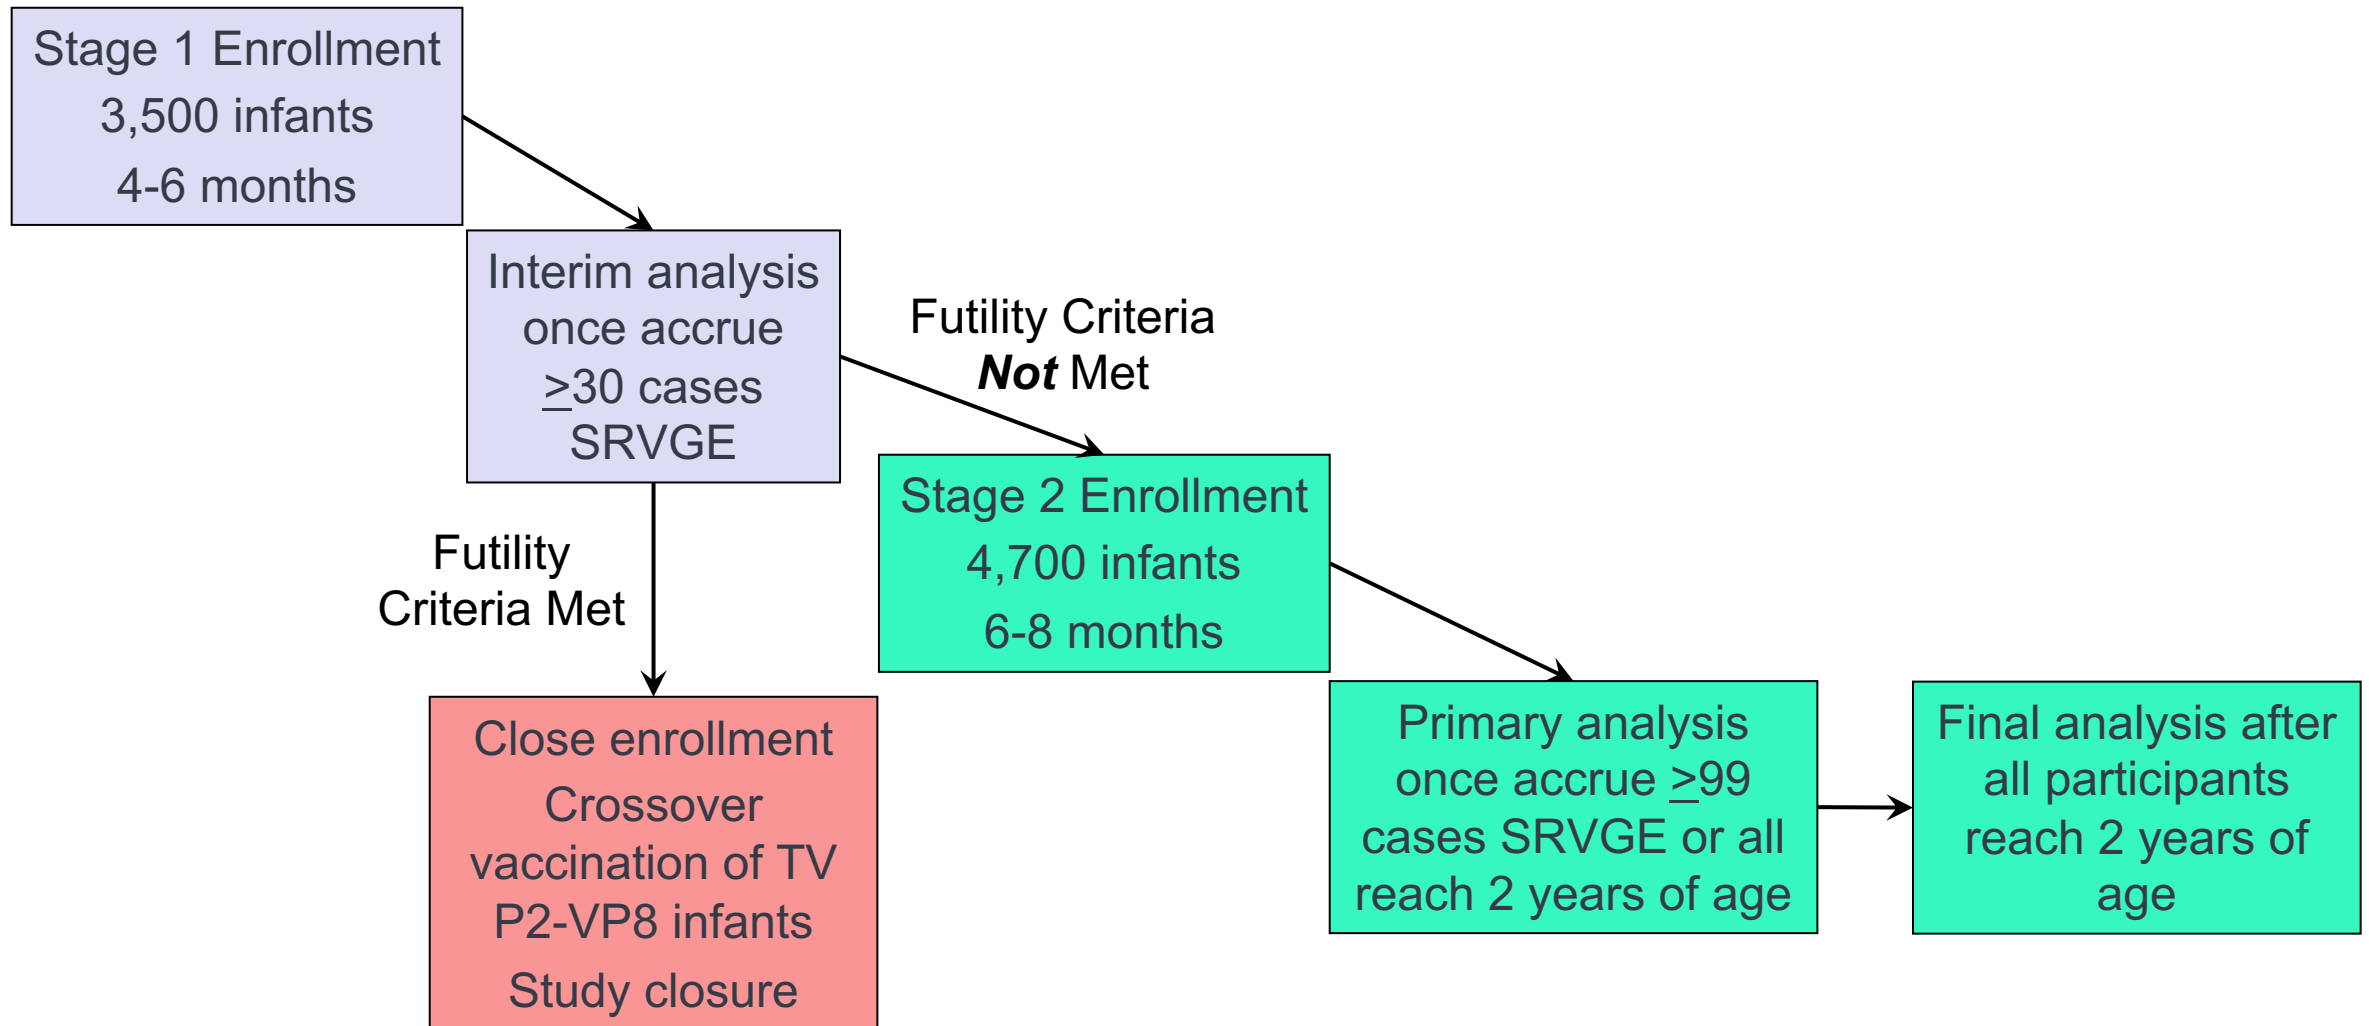 Stage 1 Enrollment
3,500 infants
4-6 months
Interim analysis
once accrue
≥30 cases
SRVGE
Futility Criteria
Not Met
Futility
Criteria Met
Stage 2 Enrollment
4,700 infants
6-8 months
Close enrollment
Crossover
vaccination of TV
P2-VP8 infants
Study closure
Primary analysis
once accrue ≥99
cases SRVGE or all
reach 2 years of age
Final analysis after
all participants
reach 2 years of
age